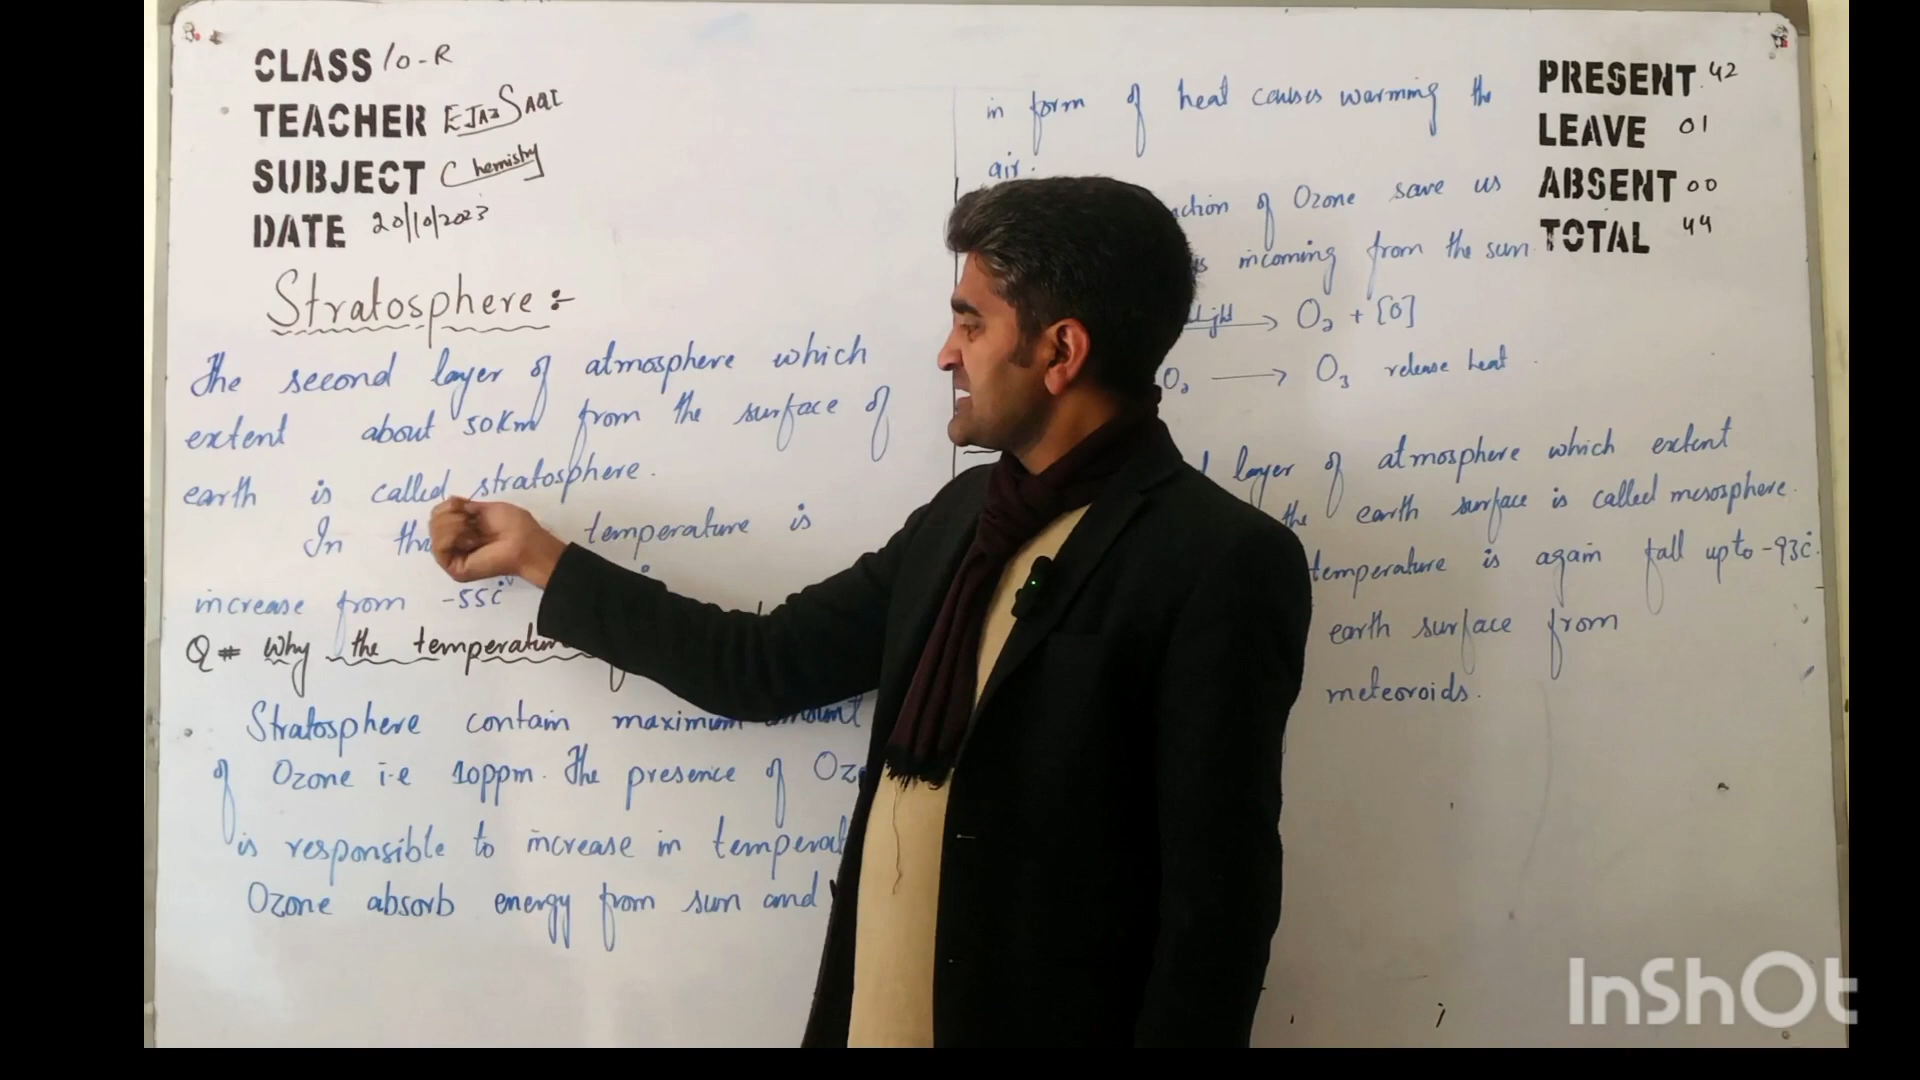 CLASS 10-R
TEACHER EJAZ SAQI
SUBJECT Chemistry
DATE 20/10/2023
Stratosphere :-
The second layer of atmosphere which
extent about 50Km from the surface of
earth is called stratosphere.
In temperature is
increase from -55c
Q# Why the temperature
Stratosphere contain maximum amount
of Ozone i.e 10ppm. The presence of
is responsible to increase in
Ozone absorb energy from sun and
in form of heat causes warming the
air.
of Ozone save us
incoming from the sun.
O2 + [O]
O2 → O3 release heat.
layer of atmosphere which extent
the earth surface is called mesosphere.
temperature is again fall upto -93c.
earth surface from
meteoroids.
PRESENT 42
LEAVE 01
ABSENT 00
TOTAL 44
InShOt